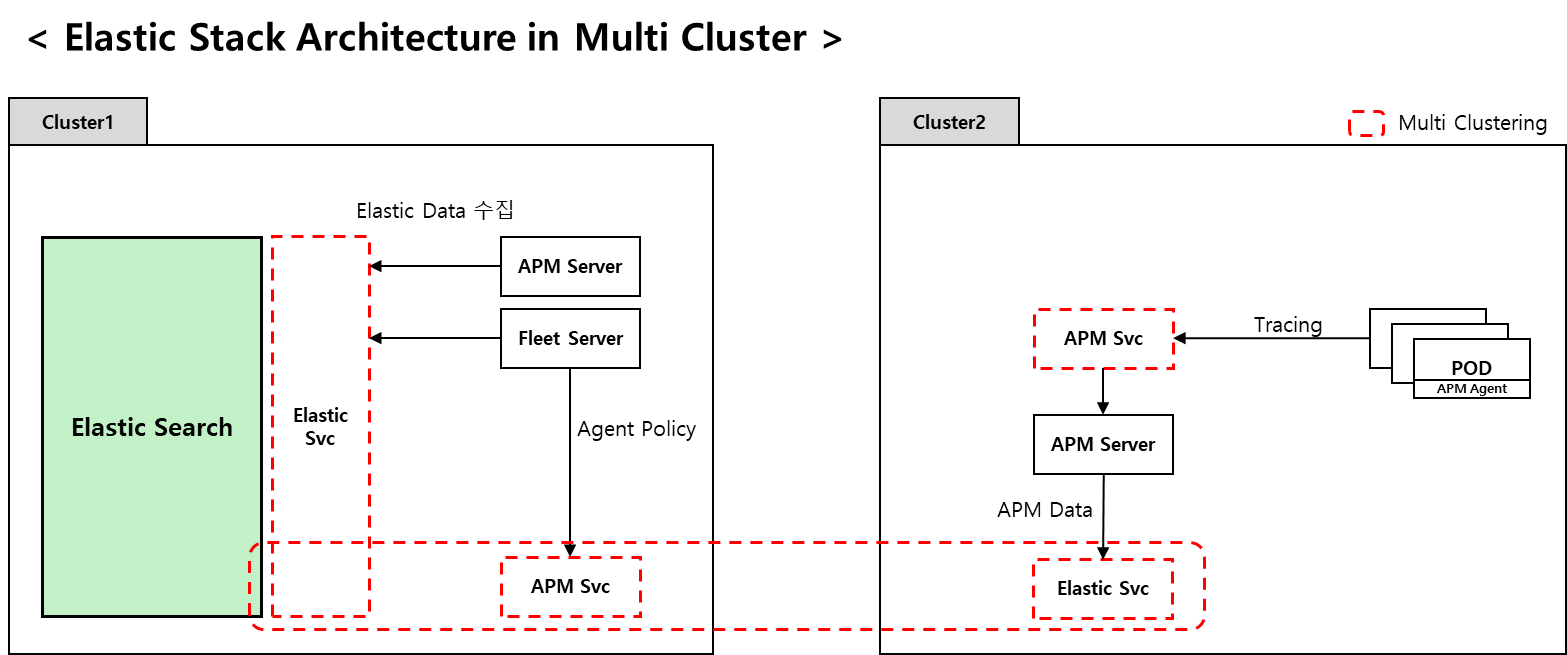 < Elastic Stack Architecture in Multi Cluster >
Cluster1
Elastic Data 수집
Elastic Search
Elastic
Svc
APM Server
Fleet Server
Agent Policy
APM Svc
Cluster2
Multi Clustering
APM Svc
Tracing
POD
APM Agent
APM Server
APM Data
Elastic Svc